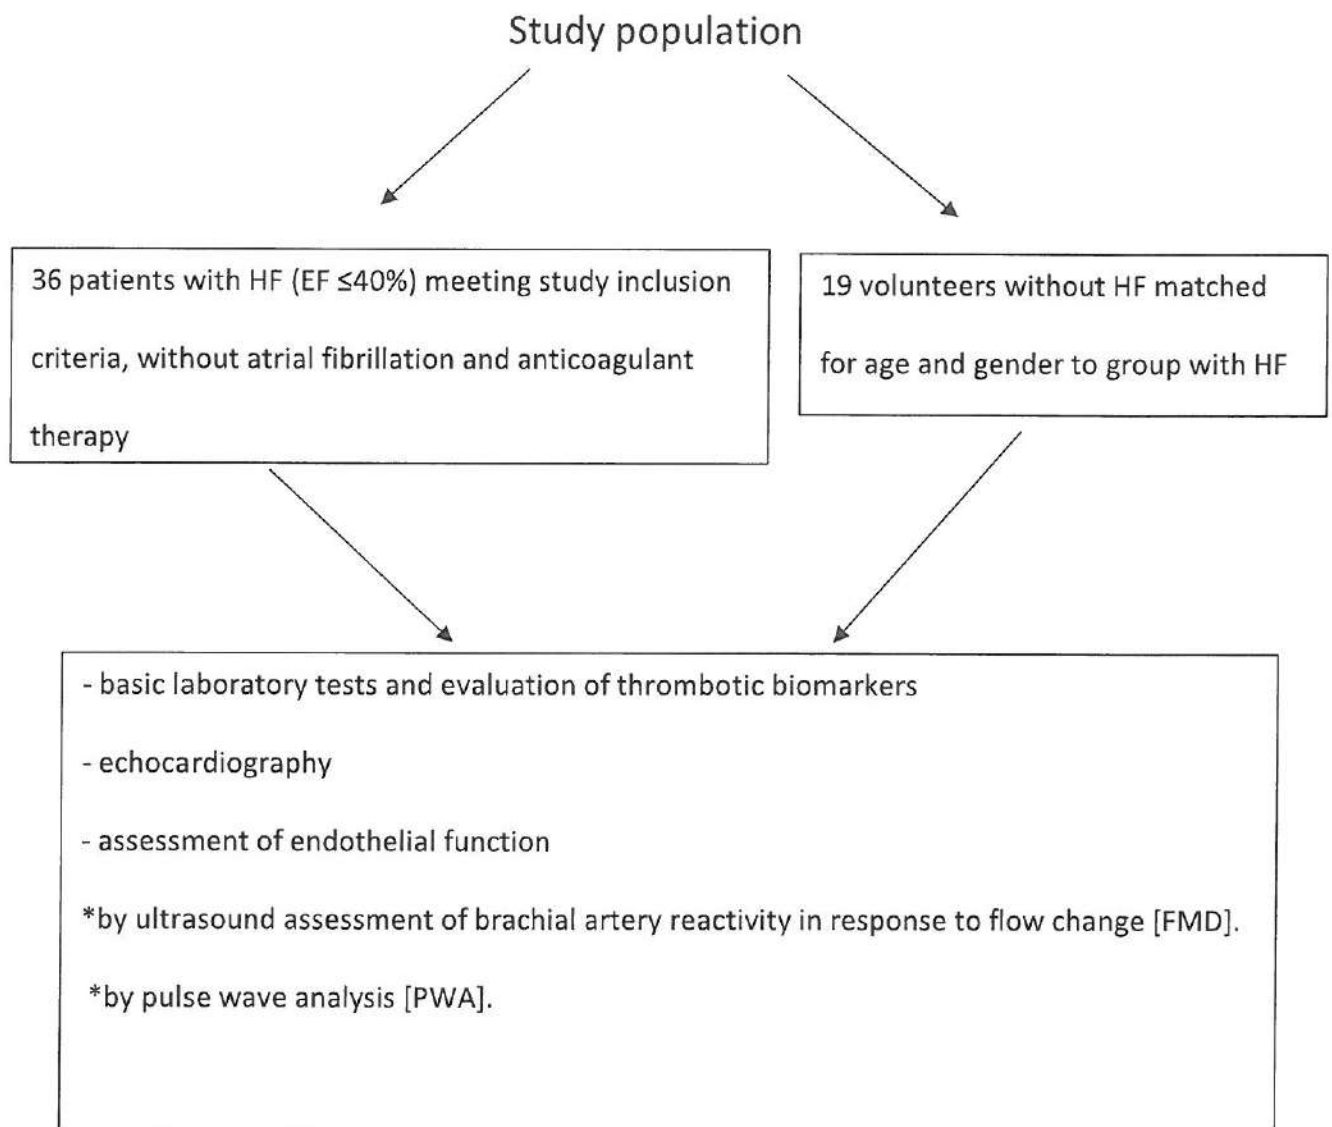 Study population
36 patients with HF (EF ≤40%) meeting study inclusion
criteria, without atrial fibrillation and anticoagulant
therapy
19 volunteers without HF matched
for age and gender to group with HF
- basic laboratory tests and evaluation of thrombotic biomarkers
- echocardiography
- assessment of endothelial function
*by ultrasound assessment of brachial artery reactivity in response to flow change [FMD].
*by pulse wave analysis [PWA].